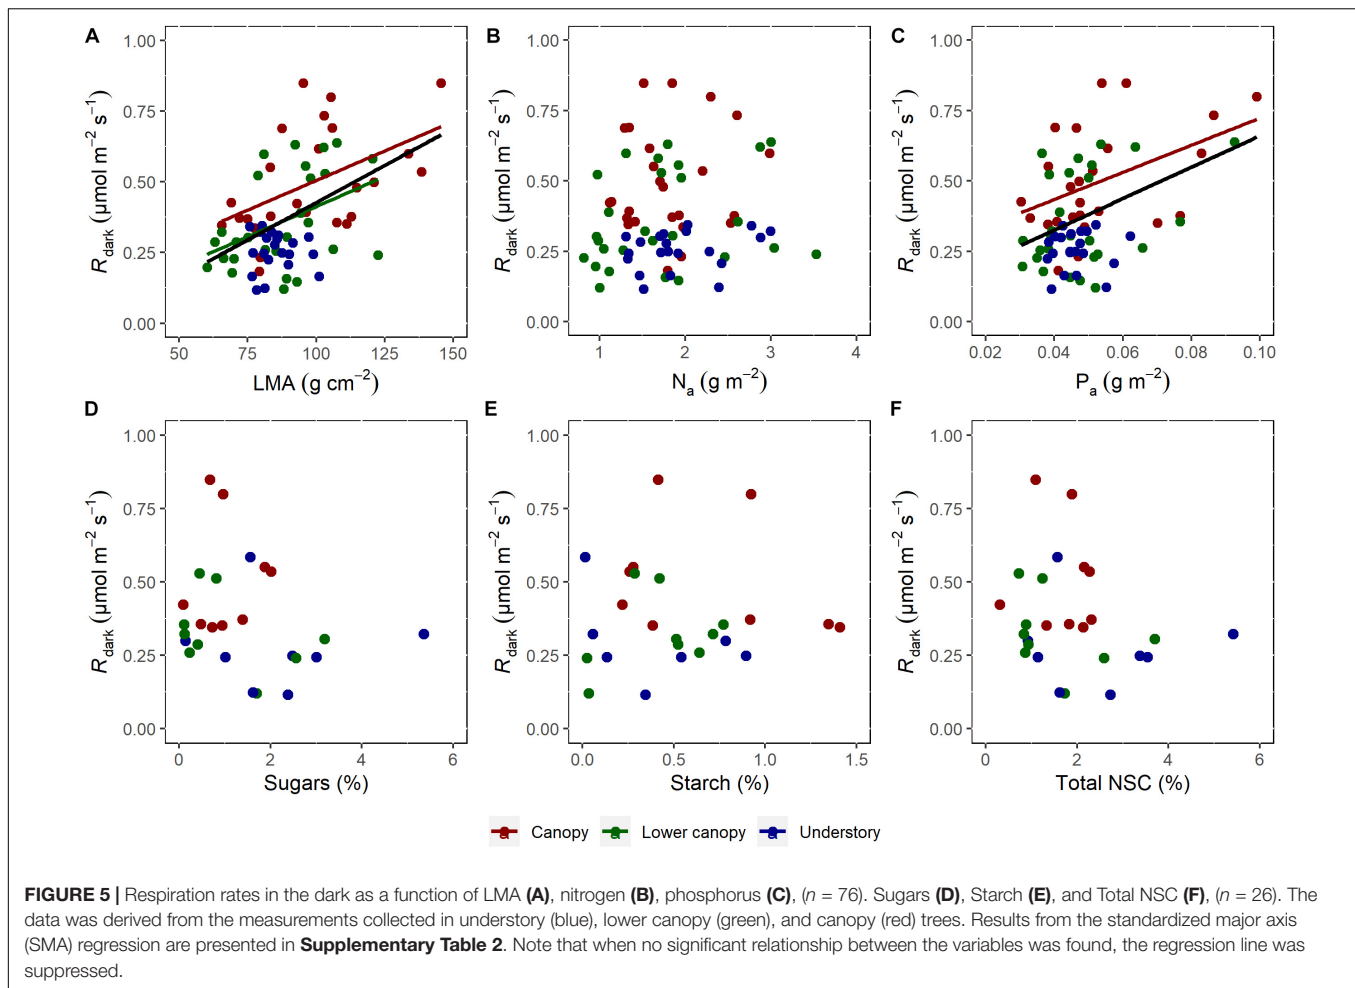 A
B
C
1.00
0.75
0.50
0.25
0.00
R_dark (μmol m⁻² s⁻¹)
50 75 100 125 150
LMA (g cm⁻²)
1.00
0.75
0.50
0.25
0.00
R_dark (μmol m⁻² s⁻¹)
1 2 3 4
N_a (g m⁻²)
1.00
0.75
0.50
0.25
0.00
R_dark (μmol m⁻² s⁻¹)
0.02 0.04 0.06 0.08 0.10
P_a (g m⁻²)
D
E
F
1.00
0.75
0.50
0.25
0.00
R_dark (μmol m⁻² s⁻¹)
0 2 4 6
Sugars (%)
1.00
0.75
0.50
0.25
0.00
R_dark (μmol m⁻² s⁻¹)
0.0 0.5 1.0 1.5
Starch (%)
1.00
0.75
0.50
0.25
0.00
R_dark (μmol m⁻² s⁻¹)
0 2 4 6
Total NSC (%)
a Canopy a Lower canopy a Understory
FIGURE 5 | Respiration rates in the dark as a function of LMA (A), nitrogen (B), phosphorus (C), (n = 76). Sugars (D), Starch (E), and Total NSC (F), (n = 26). The
data was derived from the measurements collected in understory (blue), lower canopy (green), and canopy (red) trees. Results from the standardized major axis
(SMA) regression are presented in Supplementary Table 2. Note that when no significant relationship between the variables was found, the regression line was
suppressed.